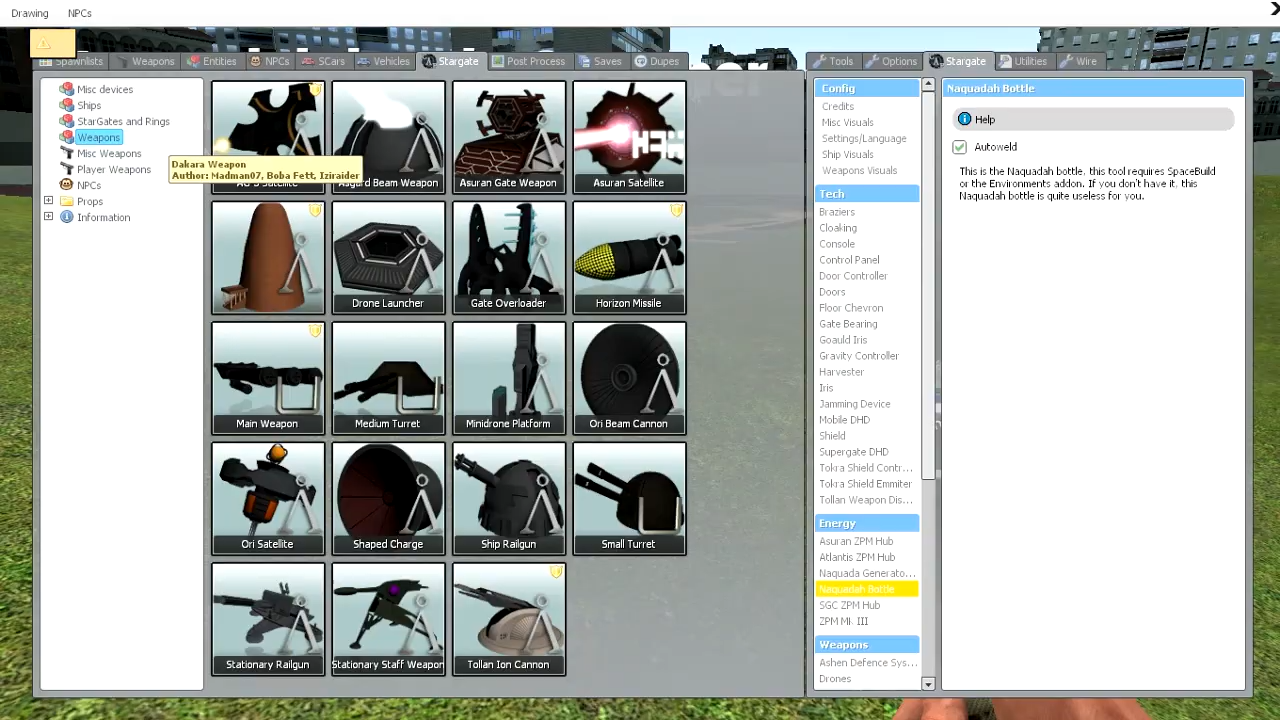 Drawing NPCs
Spawnlists Weapons Entities NPCs SCars Vehicles Stargate Post Process Saves Dupes
Tools Options Stargate Utilities Wire
Misc devices
Ships
StarGates and Rings
Weapons
Misc Weapons
Player Weapons
NPCs
Props
Information
Dakara Weapon
Author: Madman07, Boba Fett, Iziraider
Asgard Beam Weapon
Asuran Gate Weapon
Asuran Satellite
Drone Launcher
Gate Overloader
Horizon Missile
Main Weapon
Medium Turret
Minidrone Platform
Ori Beam Cannon
Ori Satellite
Shaped Charge
Ship Railgun
Small Turret
Stationary Railgun
Stationary Staff Weapon
Tollan Ion Cannon
Config
Credits
Misc Visuals
Settings/Language
Ship Visuals
Weapons Visuals
Tech
Braziers
Cloaking
Console
Control Panel
Door Controller
Doors
Floor Chevron
Gate Bearing
Goauld Iris
Gravity Controller
Harvester
Iris
Jamming Device
Mobile DHD
Shield
Supergate DHD
Tokra Shield Contr...
Tokra Shield Emmiter
Tollan Weapon Dis...
Energy
Asuran ZPM Hub
Atlantis ZPM Hub
Naquada Generato...
Naquadah Bottle
SGC ZPM Hub
ZPM Mk III
Weapons
Ashen Defence Sys...
Drones
Naquadah Bottle
Help
Autoweld
This is the Naquadah bottle, this tool requires SpaceBuild
or the Environments addon. If you don't have it, this
Naquadah bottle is quite useless for you.